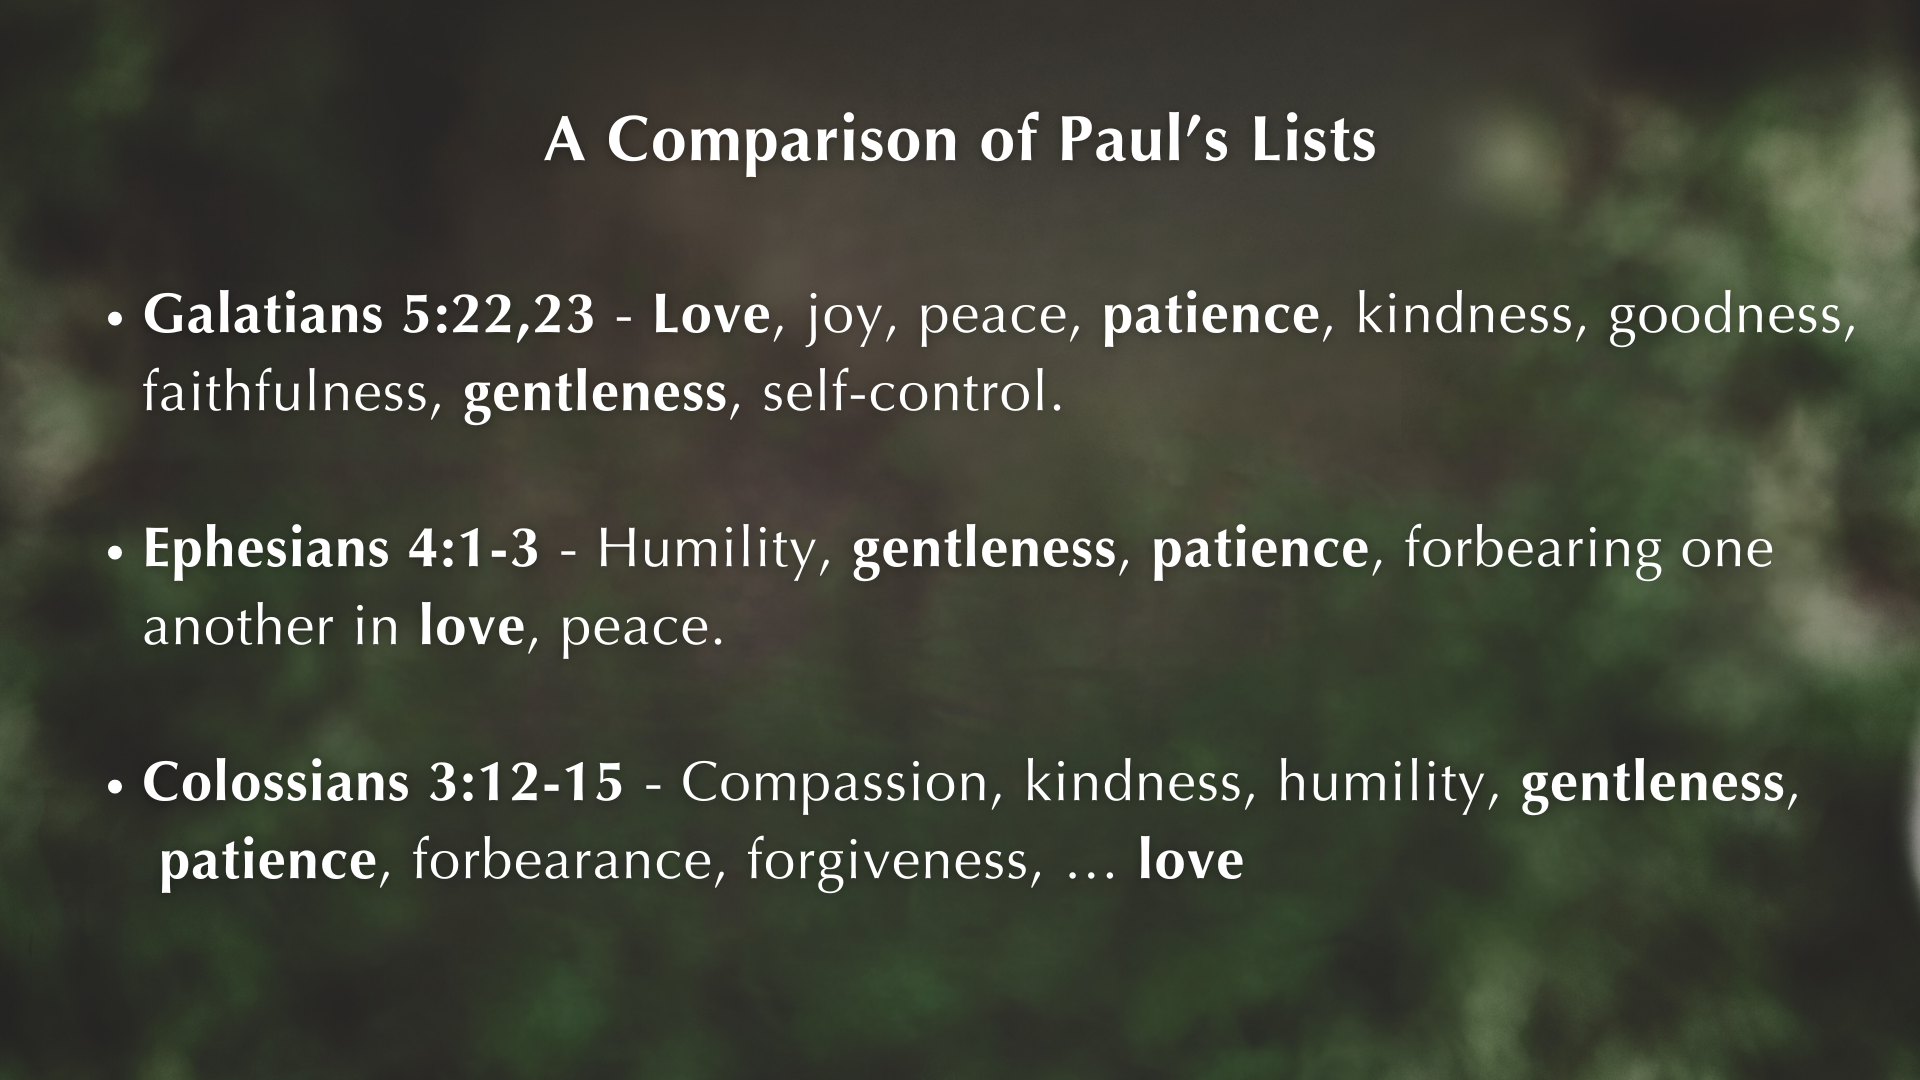 A Comparison of Paul’s Lists
• Galatians 5:22,23 - Love, joy, peace, patience, kindness, goodness,
faithfulness, gentleness, self-control.
• Ephesians 4:1-3 - Humility, gentleness, patience, forbearing one
another in love, peace.
• Colossians 3:12-15 - Compassion, kindness, humility, gentleness,
patience, forbearance, forgiveness, … love